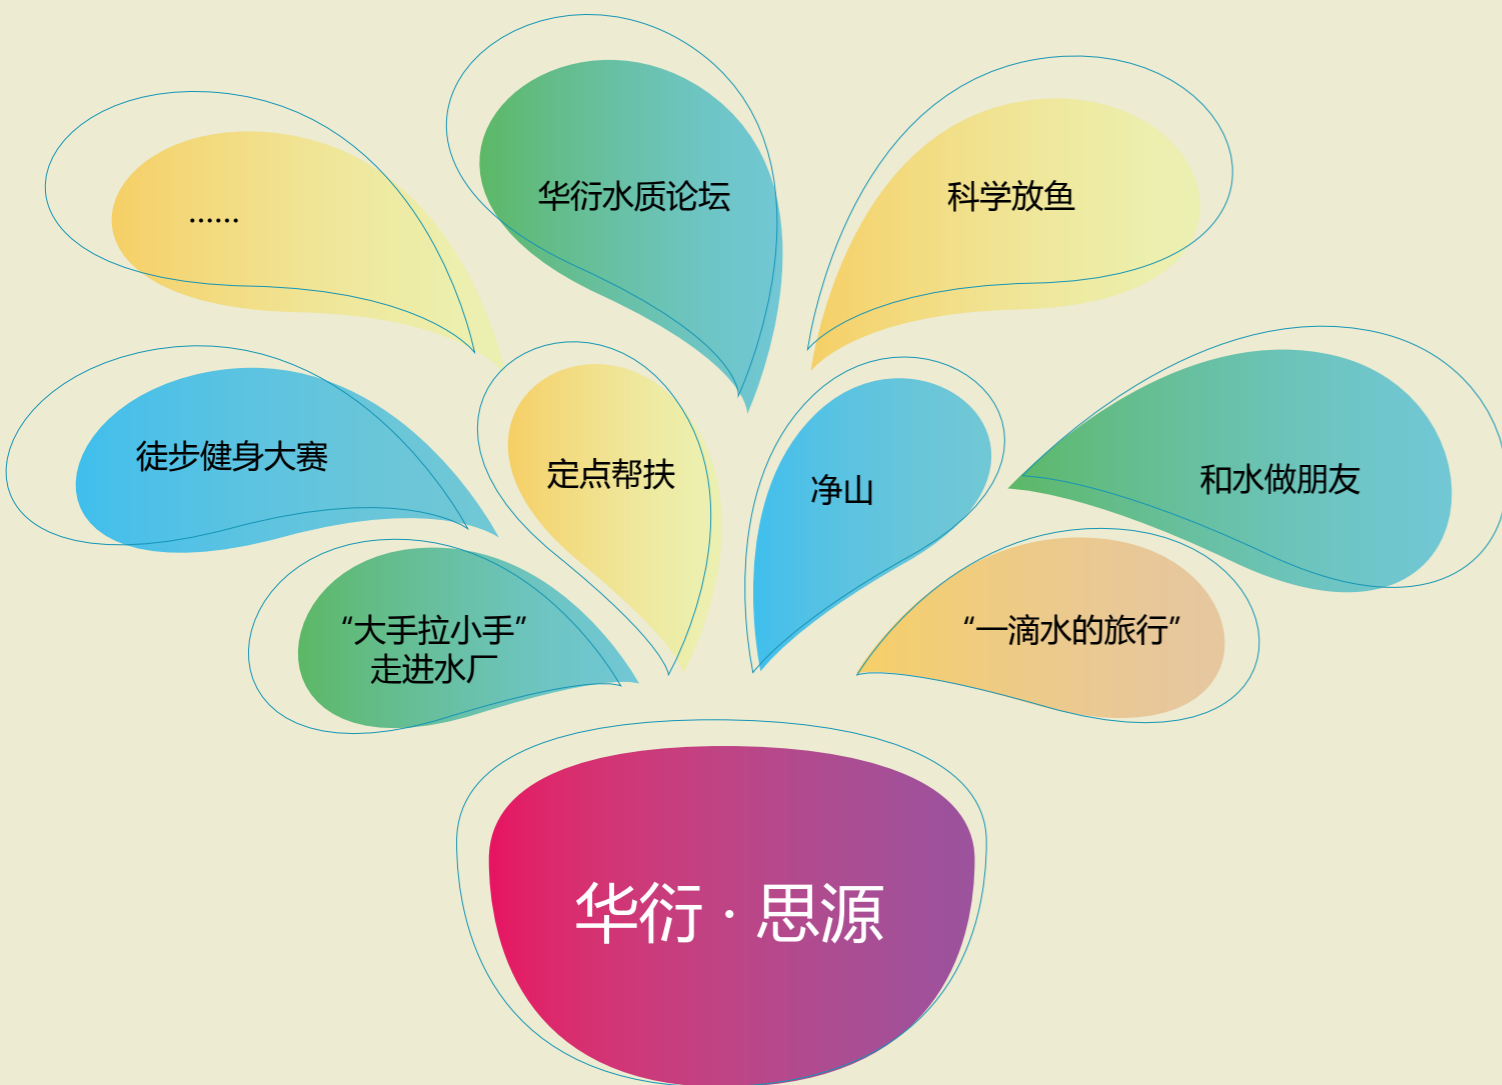 华衍水质论坛
科学放鱼
……
徒步健身大赛
定点帮扶
净山
和水做朋友
“大手拉小手”
走进水厂
“一滴水的旅行”
华衍·思源